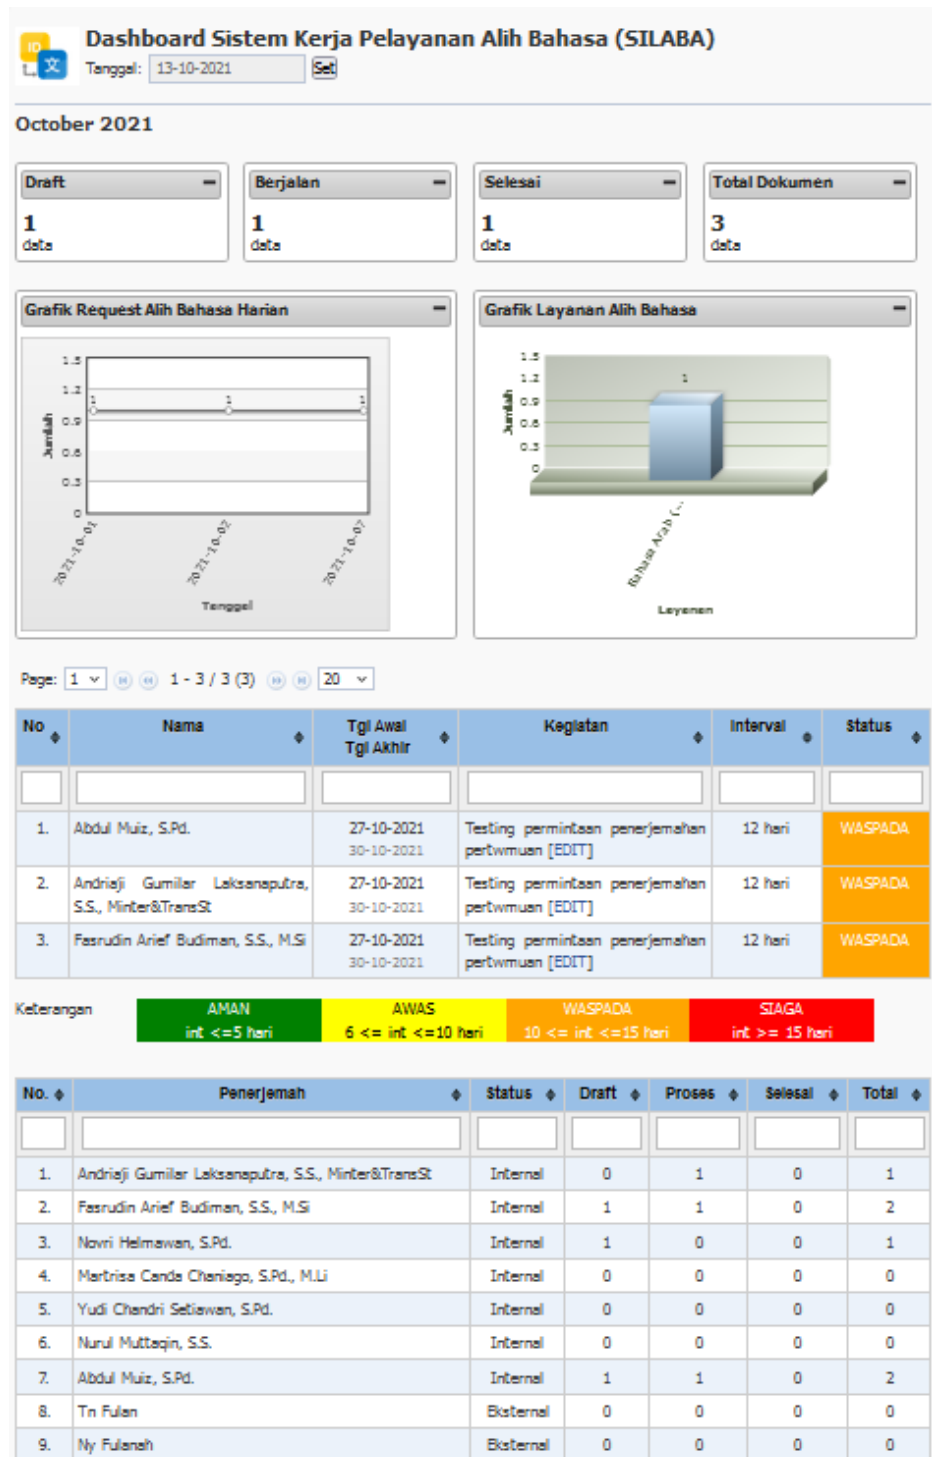 Dashboard Sistem Kerja Pelayanan Alih Bahasa (SILABA)
Tanggal: 13-10-2021 Set
October 2021
Draft
1
data
Berjalan
1
data
Selesai
1
data
Total Dokumen
3
data
Grafik Request Alih Bahasa Harian
1.5
1.2
0.9
0.6
0.3
0
Jumlah
1 1 1
2021-10-01 2021-10-02 2021-10-07
Tanggal
Grafik Layanan Alih Bahasa
1.5
1.2
0.9
0.6
0.3
0
Jumlah
1
Bahasa Arab (...
Layanan
Page: 1 1 - 3 / 3 (3) 20
No Nama Tgl Awal Kegiatan Interval Status
Tgl Akhir
1. Abdul Muiz, S.Pd. 27-10-2021 Testing permintaan penerjemahan 12 hari WASPADA
30-10-2021 pertwmuan [EDIT]
2. Andriaji Gumilar Laksanaputra, 27-10-2021 Testing permintaan penerjemahan 12 hari WASPADA
S.S., Minter&TransSt 30-10-2021 pertwmuan [EDIT]
3. Fasrudin Arief Budiman, S.S., M.Si 27-10-2021 Testing permintaan penerjemahan 12 hari WASPADA
30-10-2021 pertwmuan [EDIT]
Keterangan AMAN AWAS WASPADA SIAGA
int <=5 hari 6 <= int <=10 hari 10 <= int <=15 hari int >= 15 hari
No. Penerjemah Status Draft Proses Selesai Total
1. Andriaji Gumilar Laksanaputra, S.S., Minter&TransSt Internal 0 1 0 1
2. Fasrudin Arief Budiman, S.S., M.Si Internal 1 1 0 2
3. Novri Helmawan, S.Pd. Internal 1 0 0 1
4. Martrisa Canda Chaniago, S.Pd., M.Li Internal 0 0 0 0
5. Yudi Chandri Setiawan, S.Pd. Internal 0 0 0 0
6. Nurul Muttaqin, S.S. Internal 0 0 0 0
7. Abdul Muiz, S.Pd. Internal 1 1 0 2
8. Tn Fulan Eksternal 0 0 0 0
9. Ny Fulanah Eksternal 0 0 0 0